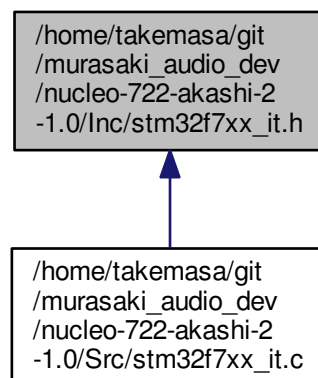 /home/takemasa/git
/murasaki_audio_dev
/nucleo-722-akashi-2
-1.0/Inc/stm32f7xx_it.h
/home/takemasa/git
/murasaki_audio_dev
/nucleo-722-akashi-2
-1.0/Src/stm32f7xx_it.c